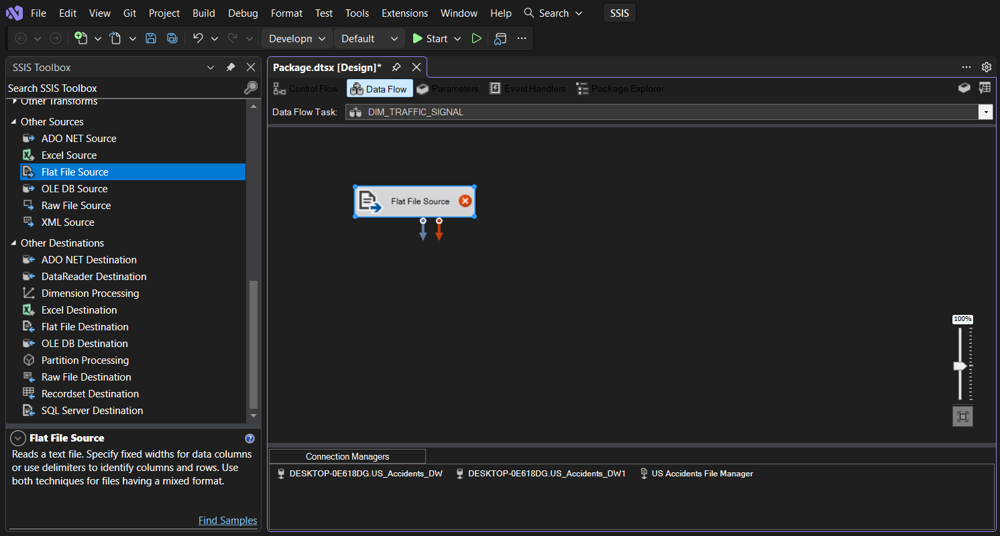 File Edit View Git Project Build Debug Format Test Tools Extensions Window Help Search SSIS
Developm Default Start
SSIS Toolbox
Search SSIS Toolbox
Other Transforms
Other Sources
ADO NET Source
Excel Source
Flat File Source
OLE DB Source
Raw File Source
XML Source
Other Destinations
ADO NET Destination
DataReader Destination
Dimension Processing
Excel Destination
Flat File Destination
OLE DB Destination
Partition Processing
Raw File Destination
Recordset Destination
SQL Server Destination
Flat File Source
Reads a text file. Specify fixed widths for data columns
or use delimiters to identify columns and rows. Use
both techniques for files having a mixed format.
Find Samples
Package.dtsx [Design]*
Control Flow Data Flow Parameters Event Handlers Package Explorer
Data Flow Task: DIM_TRAFFIC_SIGNAL
Flat File Source
100%
Connection Managers
DESKTOP-0E618DG.US_Accidents_DW DESKTOP-0E618DG.US_Accidents_DW1 US Accidents File Manager